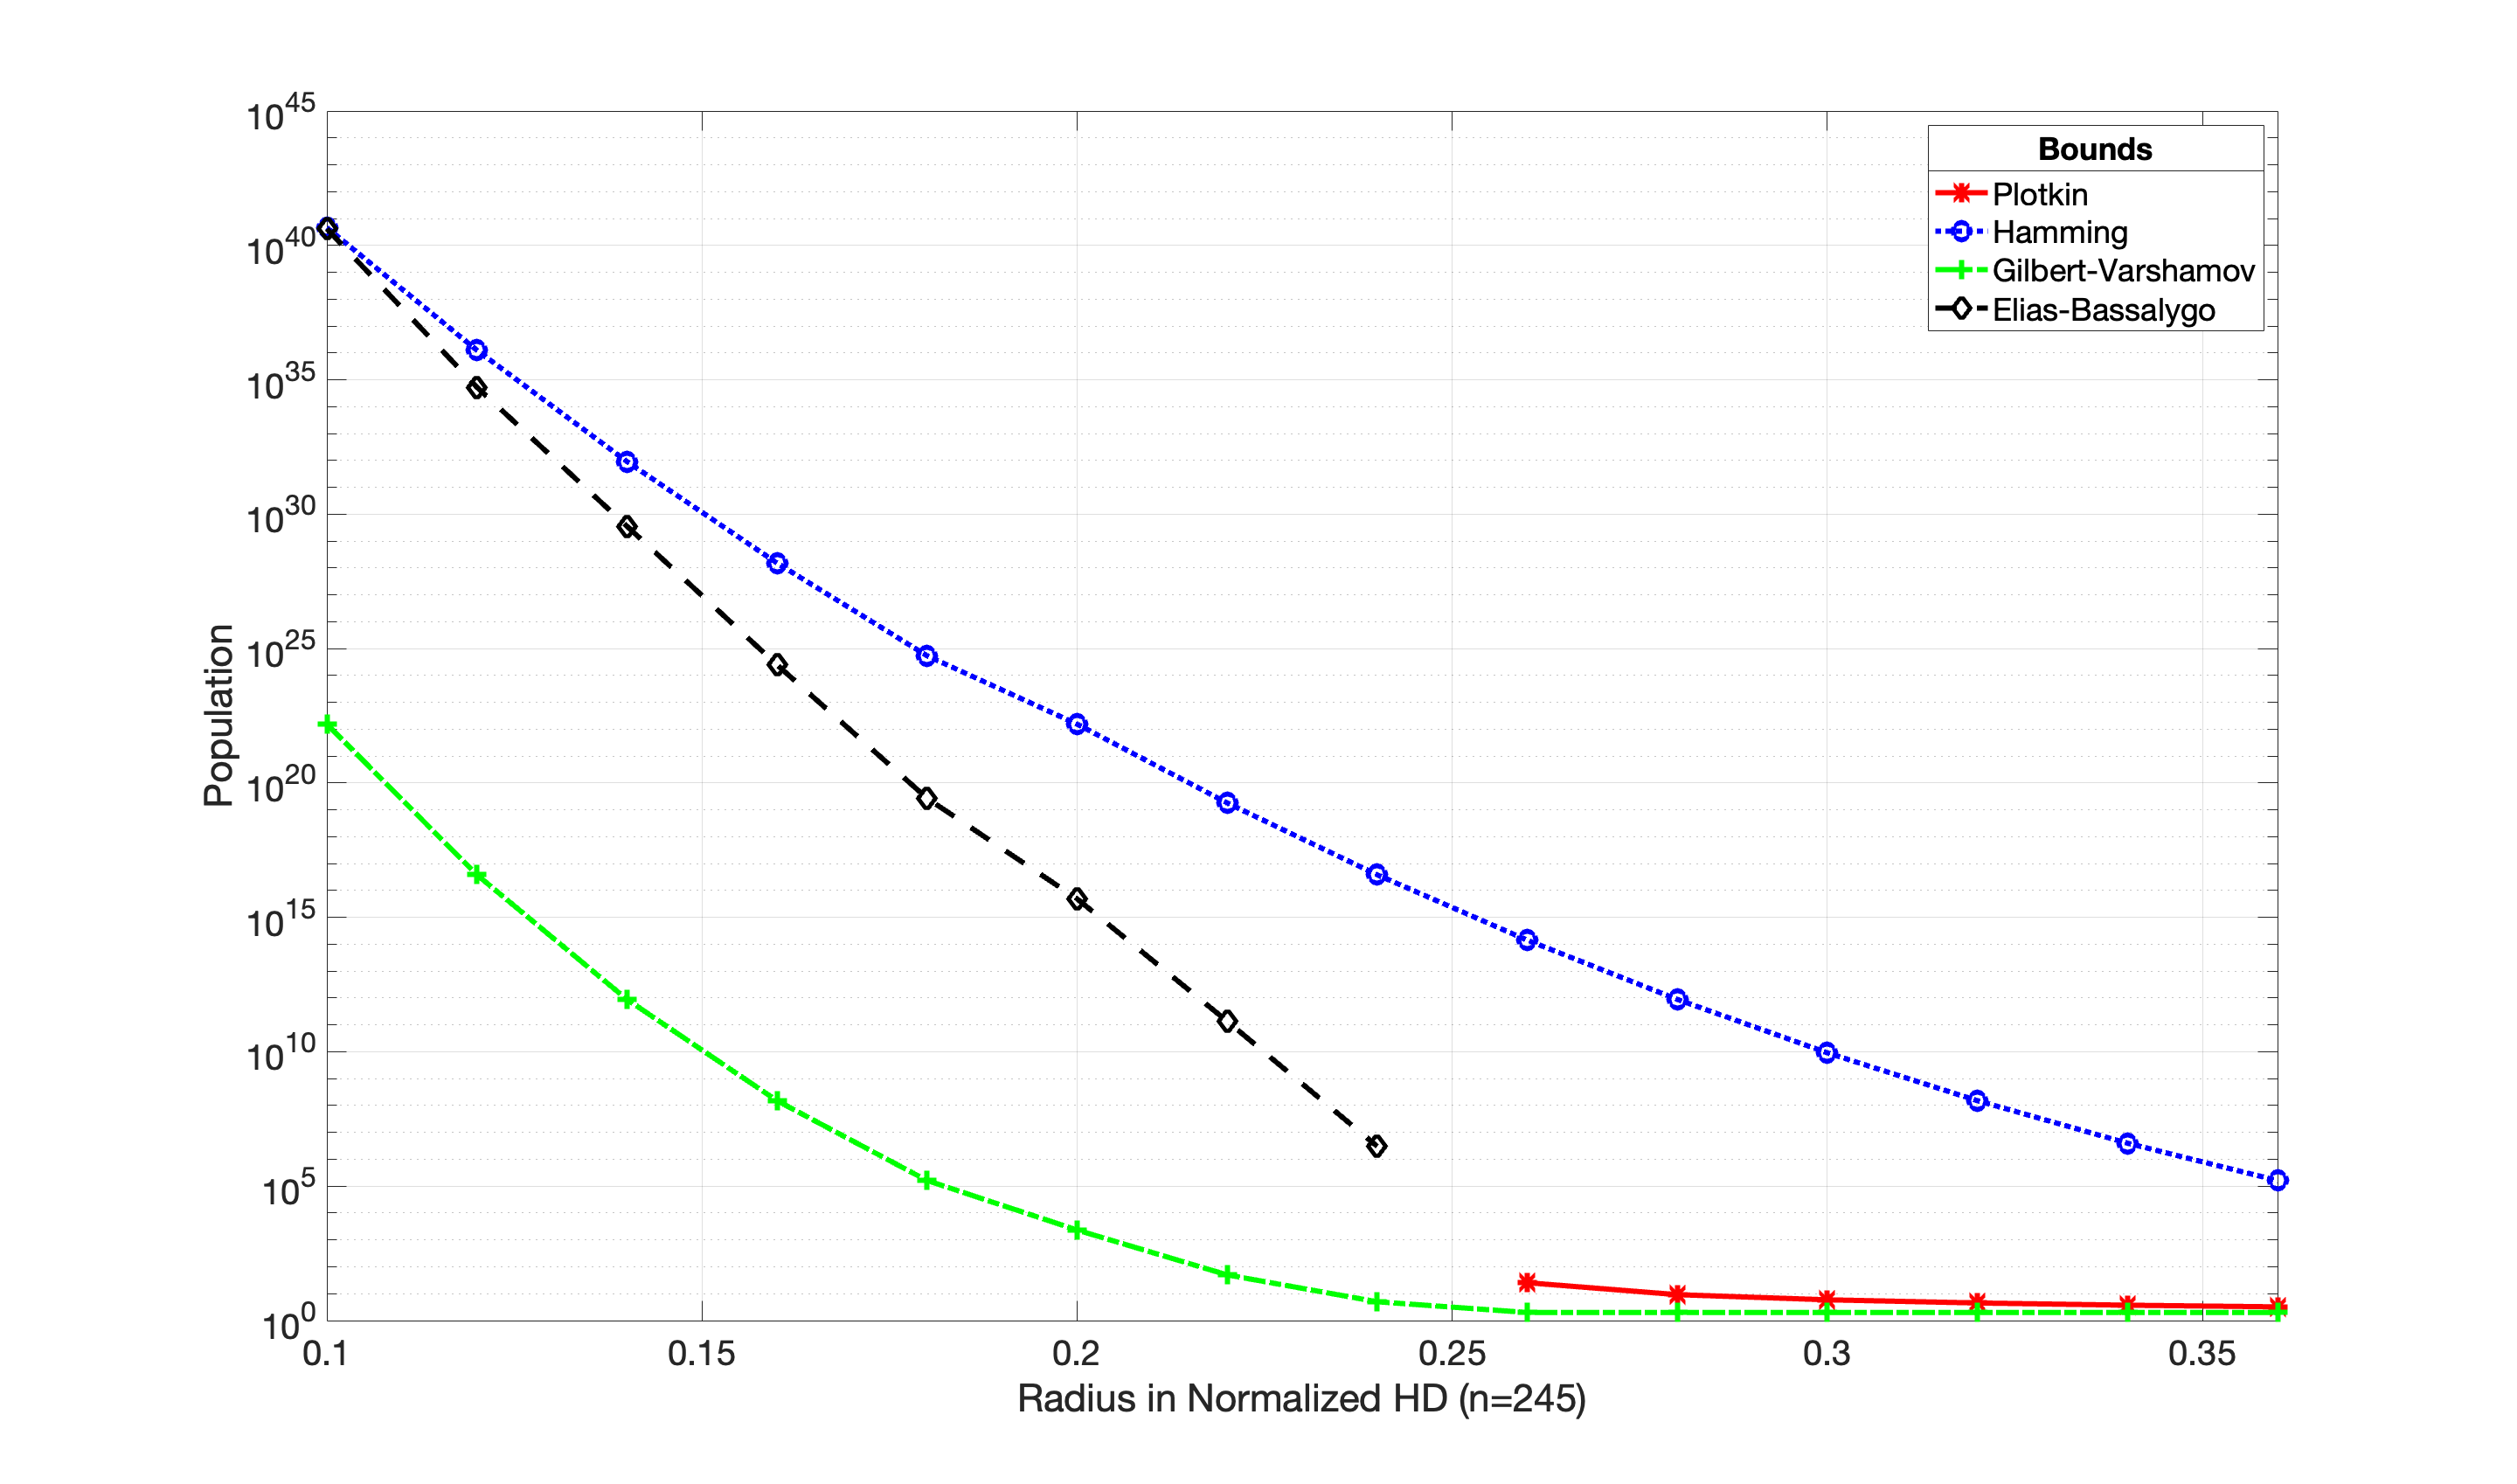 Bounds
Plotkin
Hamming
Gilbert-Varshamov
Elias-Bassalygo
Population
10^45
10^40
10^35
10^30
10^25
10^20
10^15
10^10
10^5
10^0
0.1 0.15 0.2 0.25 0.3 0.35
Radius in Normalized HD (n=245)